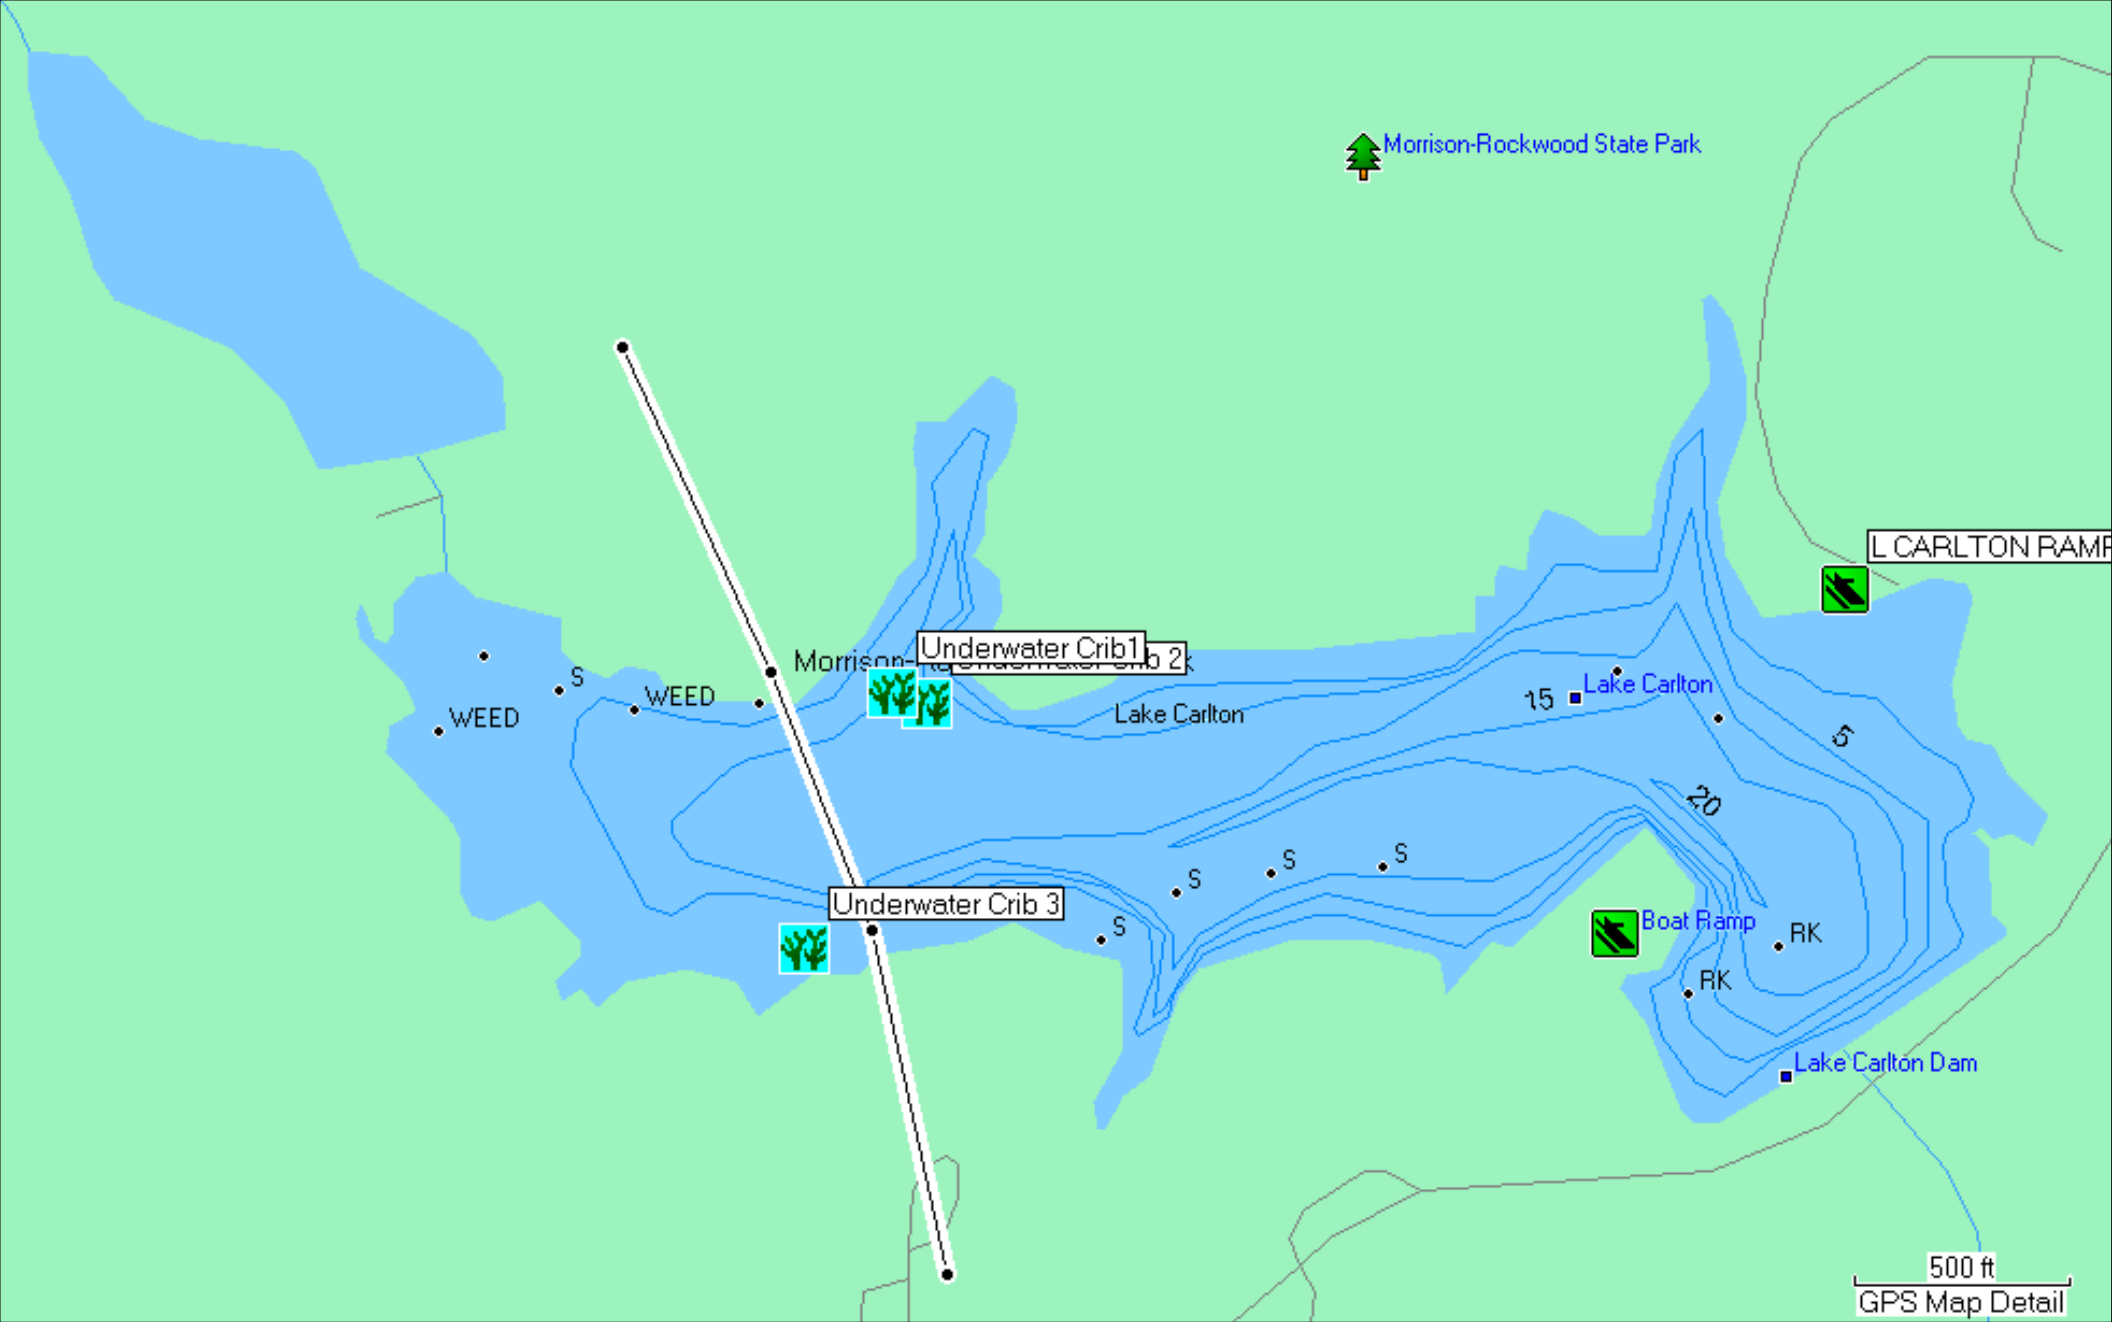 Morrison-Rockwood State Park
L CARLTON RAMP
Underwater Crib1
Morrison-
b 2
S
WEED
WEED
Lake Carlton
15
Lake Carlton
5
20
S
S
S
Underwater Crib 3
S
Boat Ramp
RK
RK
Lake Carlton Dam
500 ft
GPS Map Detail